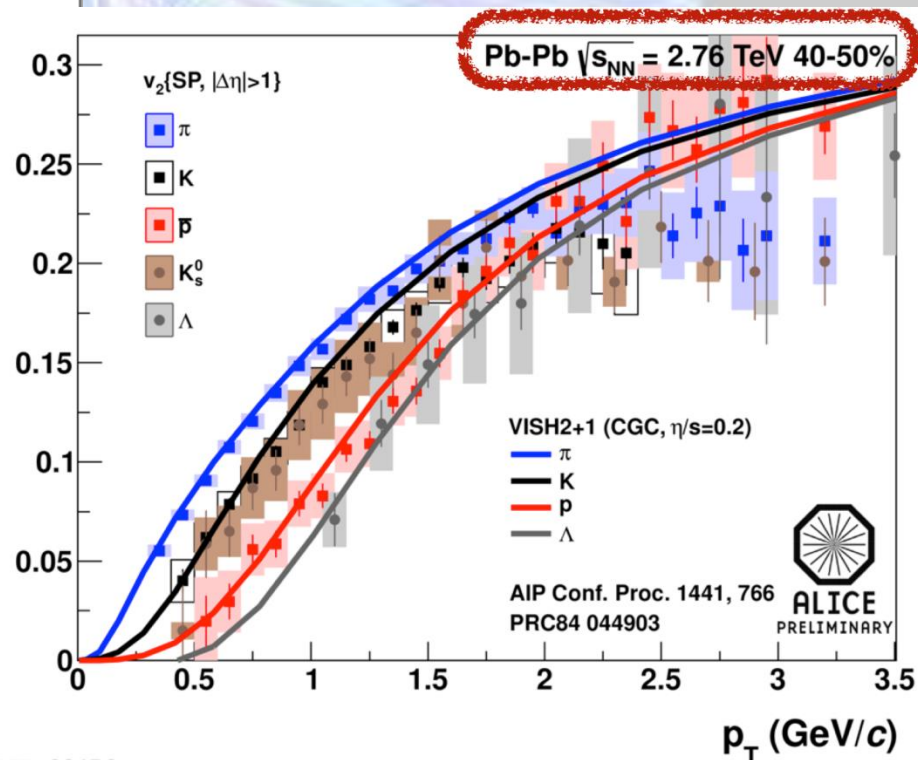 Pb-Pb √sNN = 2.76 TeV 40-50%
0.3
v2{SP, |Δη|>1}
π
K
p̅
K0s
Λ
0.25
0.2
0.15
0.1
0.05
0
VISH2+1 (CGC, η/s=0.2)
π
K
p
Λ
AIP Conf. Proc. 1441, 766
PRC84 044903
ALICE
PRELIMINARY
0 0.5 1 1.5 2 2.5 3 3.5
pT (GeV/c)